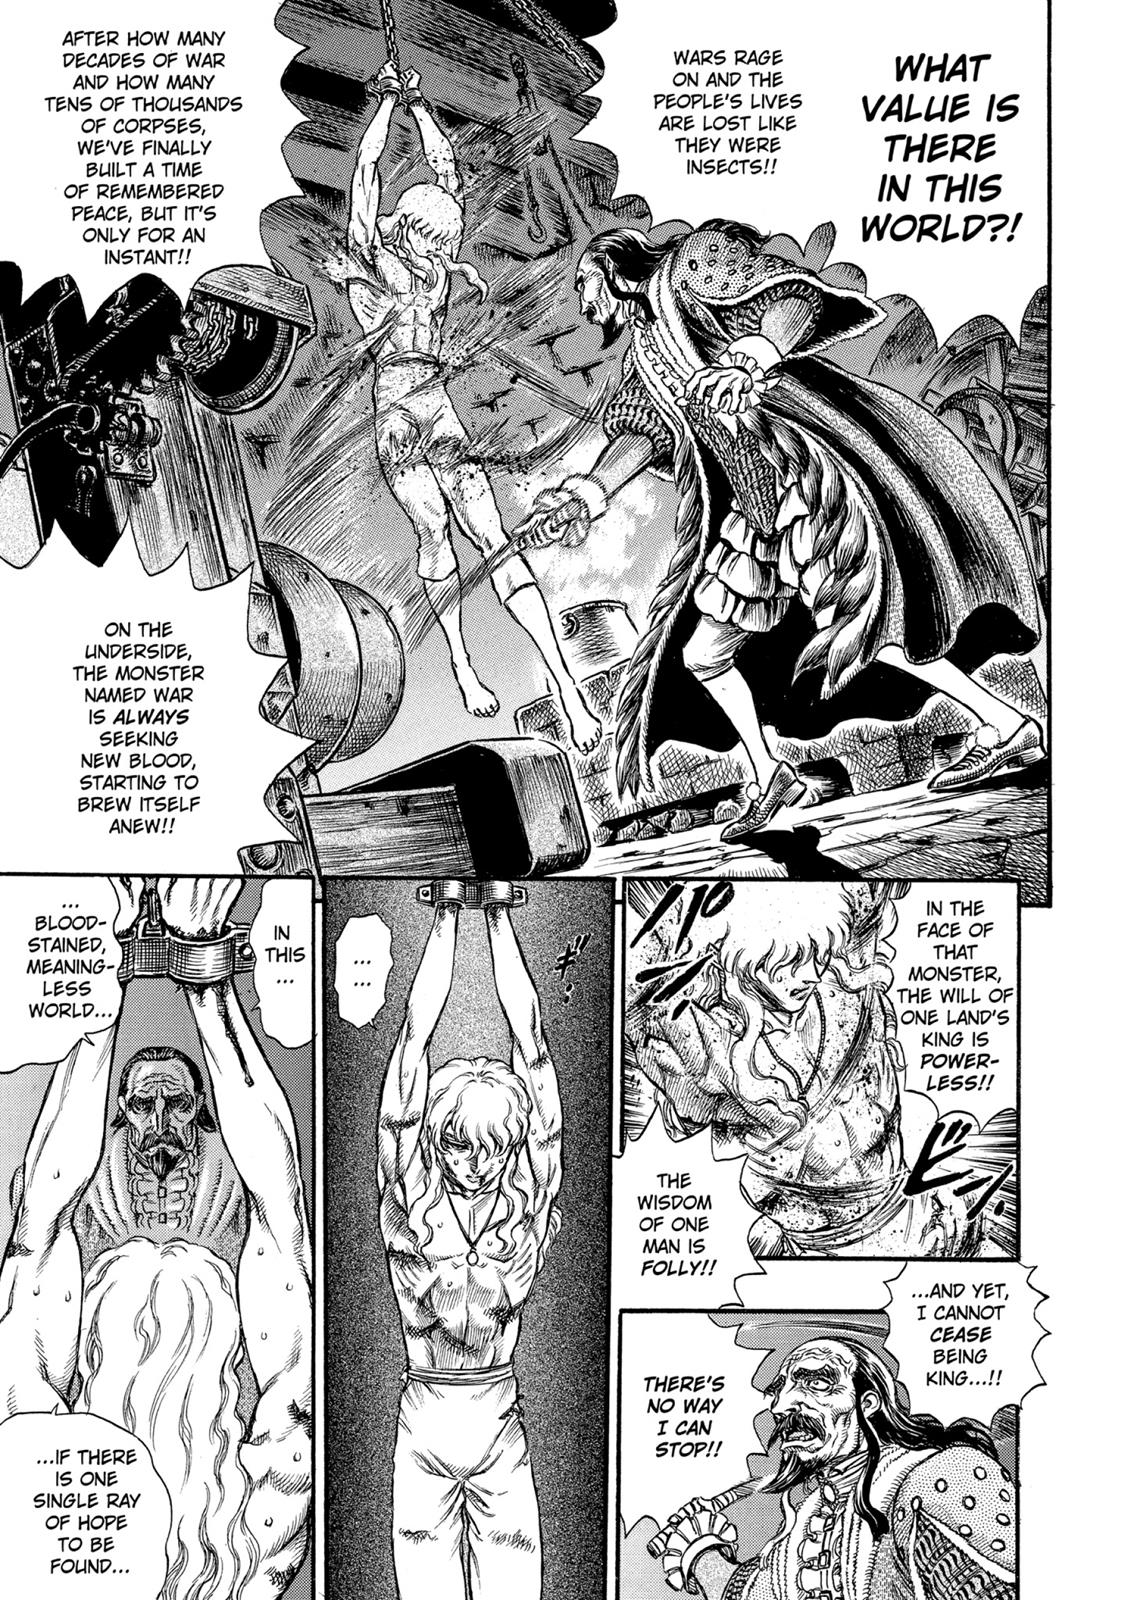 WHAT
VALUE IS
THERE
IN THIS
WORLD?!
WARS RAGE
ON AND THE
PEOPLE'S LIVES
ARE LOST LIKE
THEY WERE
INSECTS!!
AFTER HOW MANY
DECADES OF WAR
AND HOW MANY
TENS OF THOUSANDS
OF CORPSES,
WE'VE FINALLY
BUILT A TIME
OF REMEMBERED
PEACE, BUT IT'S
ONLY FOR AN
INSTANT!!
ON THE
UNDERSIDE,
THE MONSTER
NAMED WAR
IS ALWAYS
SEEKING
NEW BLOOD,
STARTING TO
BREW ITSELF
ANEW!!
IN THE
FACE OF
THAT
MONSTER,
THE WILL OF
ONE LAND'S
KING IS
POWER-
LESS!!
THE
WISDOM
OF ONE
MAN IS
FOLLY!!
...AND YET,
I CANNOT
CEASE
BEING
KING...!!
THERE'S
NO WAY
I CAN
STOP!!
...
...
IN
THIS
...
...
BLOOD-
STAINED,
MEANING-
LESS
WORLD...
...IF THERE
IS ONE
SINGLE RAY
OF HOPE
TO BE
FOUND...